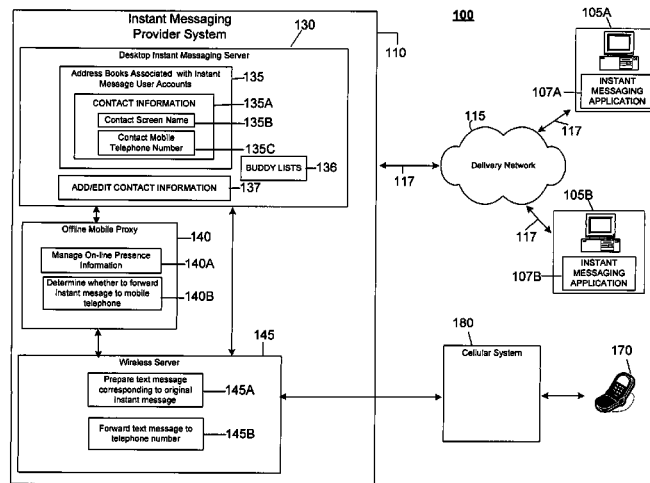 Instant Messaging
Provider System
130
Desktop Instant Messaging Server
Address Books Associated with Instant
Message User Accounts
135
CONTACT INFORMATION
135A
Contact Screen Name
135B
Contact Mobile
Telephone Number
135C
BUDDY LISTS
136
ADD/EDIT CONTACT INFORMATION
137
Offline Mobile Proxy
140
Manage On-line Presence
Information
140A
Determine whether to forward
instant message to mobile
telephone
140B
Wireless Server
145
Prepare text message
corresponding to original
instant message
145A
Forward text message to
telephone number
145B
110
100
105A
107A
INSTANT
MESSAGING
APPLICATION
115
117
Delivery Network
117
117
105B
107B
INSTANT
MESSAGING
APPLICATION
180
Cellular System
170